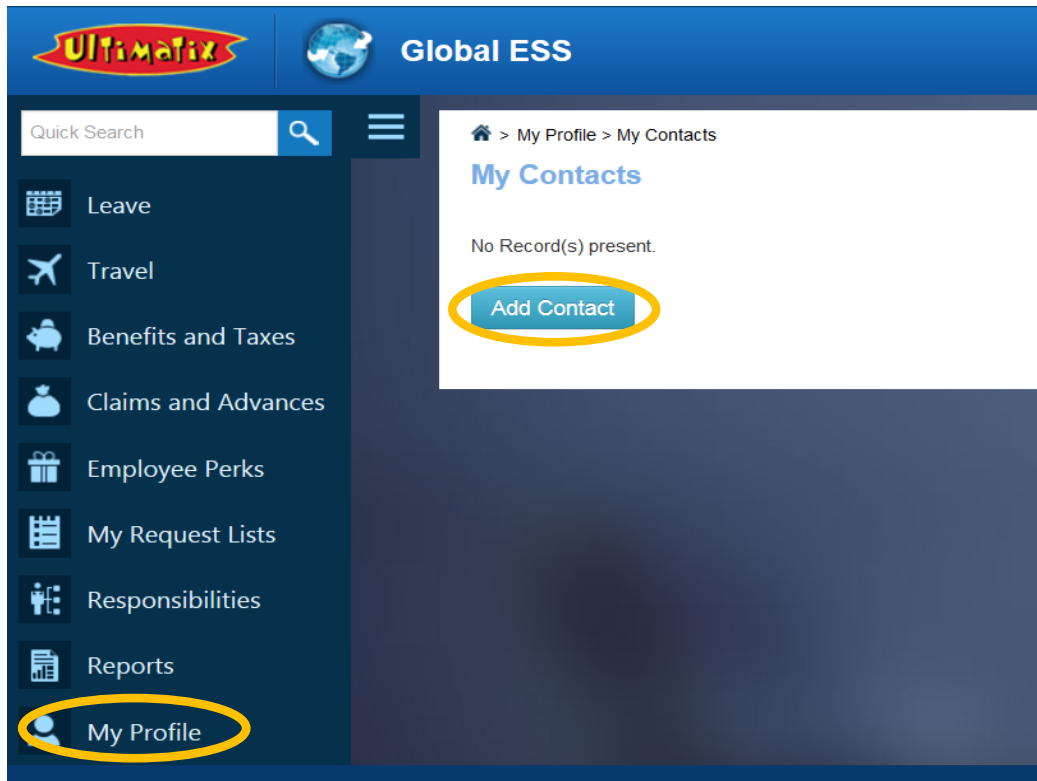 Ultimatix
Global ESS
Quick Search
> My Profile > My Contacts
My Contacts
No Record(s) present.
Add Contact
Leave
Travel
Benefits and Taxes
Claims and Advances
Employee Perks
My Request Lists
Responsibilities
Reports
My Profile